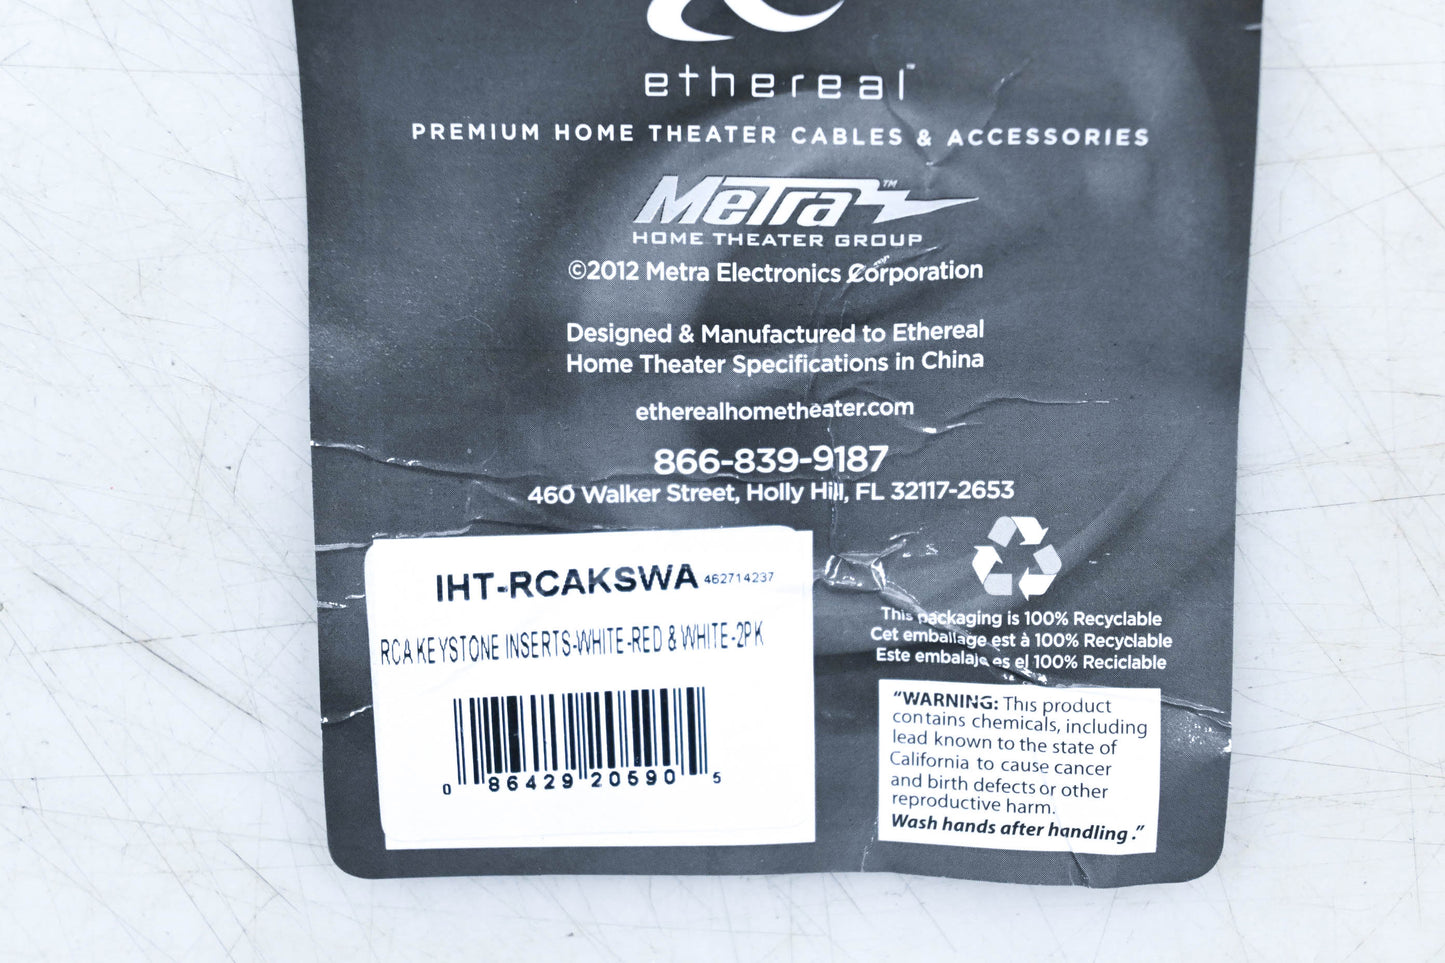 ethereal™
PREMIUM HOME THEATER CABLES & ACCESSORIES
MeTra™
HOME THEATER GROUP
©2012 Metra Electronics Corporation
Designed & Manufactured to Ethereal
Home Theater Specifications in China
etherealhometheater.com
866-839-9187
460 Walker Street, Holly Hill, FL 32117-2653
IHT-RCAKSWA 462714237
RCA KEYSTONE INSERTS-WHITE-RED & WHITE-2PK
0 86429 20590 5
This packaging is 100% Recyclable
Cet emballage est à 100% Recyclable
Este embalaje es el 100% Reciclable
“WARNING: This product
contains chemicals, including
lead known to the state of
California to cause cancer
and birth defects or other
reproductive harm.
Wash hands after handling.”